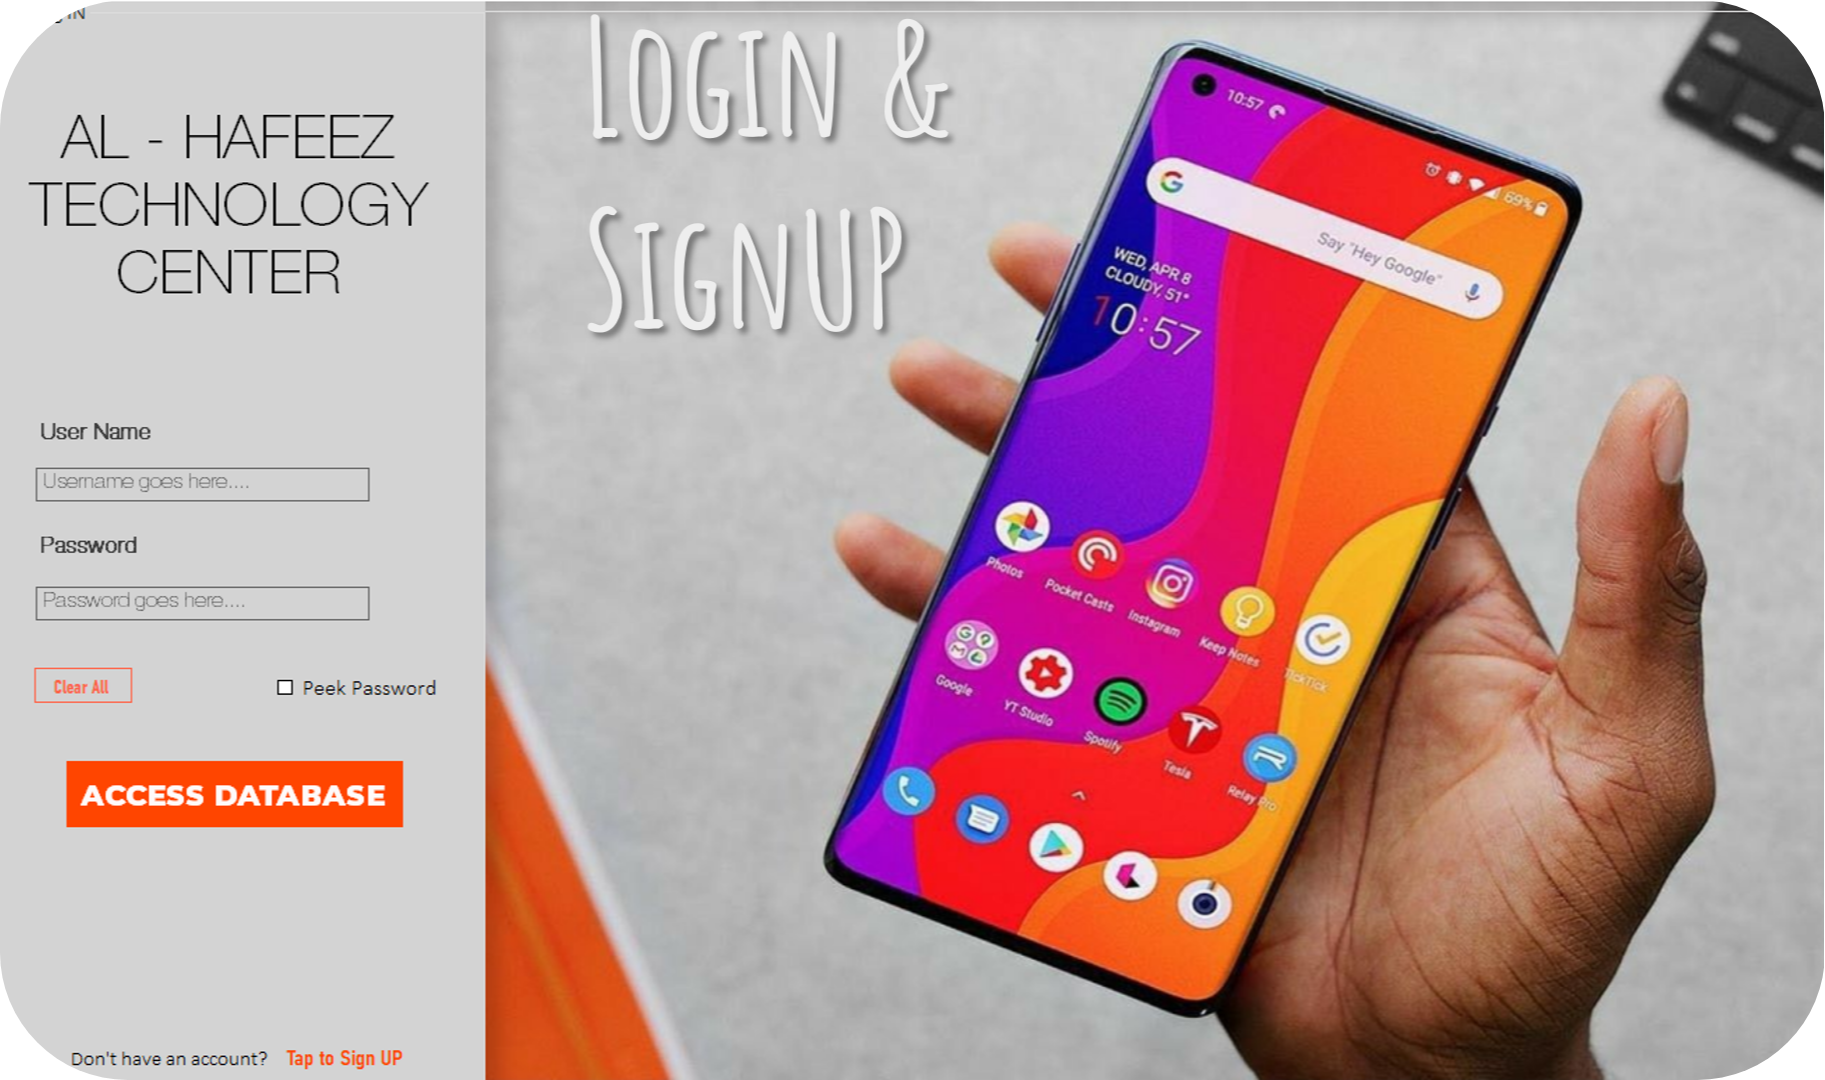 AL - HAFEEZ
TECHNOLOGY
CENTER
User Name
Username goes here....
Password
Password goes here....
Clear All
Peek Password
ACCESS DATABASE
Don't have an account? Tap to Sign UP
LOGIN &
SIGNUP
10:57
69%
Say "Hey Google"
WED, APR 8
CLOUDY, 51°
10:57
Photos
Pocket Casts
Instagram
Keep Notes
TickTick
Google
YT Studio
Spotify
Tesla
Relay Pro